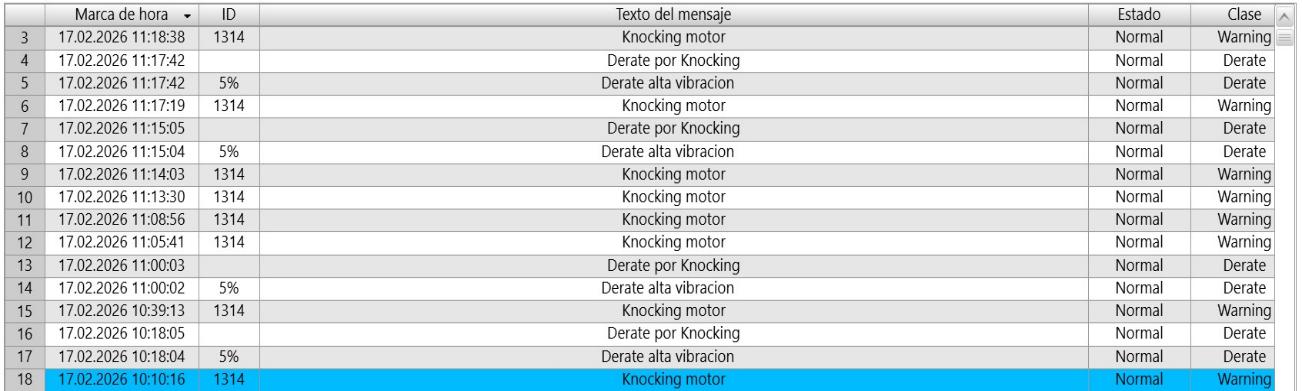 Marca de hora ID Texto del mensaje Estado Clase
3 17.02.2026 11:18:38 1314 Knocking motor Normal Warning
4 17.02.2026 11:17:42 Derate por Knocking Normal Derate
5 17.02.2026 11:17:42 5% Derate alta vibracion Normal Derate
6 17.02.2026 11:17:19 1314 Knocking motor Normal Warning
7 17.02.2026 11:15:05 Derate por Knocking Normal Derate
8 17.02.2026 11:15:04 5% Derate alta vibracion Normal Derate
9 17.02.2026 11:14:03 1314 Knocking motor Normal Warning
10 17.02.2026 11:13:30 1314 Knocking motor Normal Warning
11 17.02.2026 11:08:56 1314 Knocking motor Normal Warning
12 17.02.2026 11:05:41 1314 Knocking motor Normal Warning
13 17.02.2026 11:00:03 Derate por Knocking Normal Derate
14 17.02.2026 11:00:02 5% Derate alta vibracion Normal Derate
15 17.02.2026 10:39:13 1314 Knocking motor Normal Warning
16 17.02.2026 10:18:05 Derate por Knocking Normal Derate
17 17.02.2026 10:18:04 5% Derate alta vibracion Normal Derate
18 17.02.2026 10:10:16 1314 Knocking motor Normal Warning